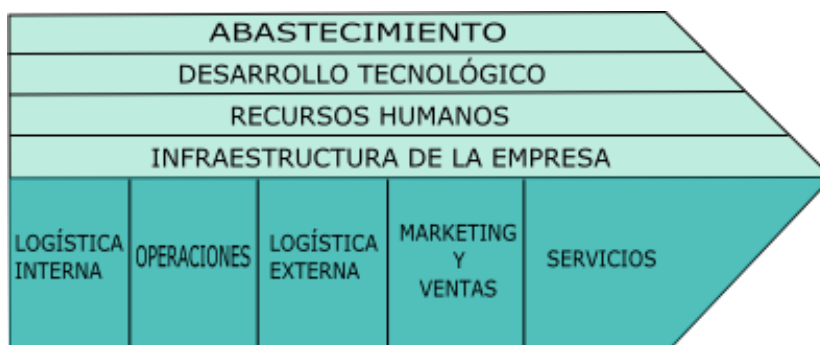 ABASTECIMIENTO
DESARROLLO TECNOLÓGICO
RECURSOS HUMANOS
INFRAESTRUCTURA DE LA EMPRESA
LOGÍSTICA
INTERNA
OPERACIONES
LOGÍSTICA
EXTERNA
MARKETING
Y
VENTAS
SERVICIOS